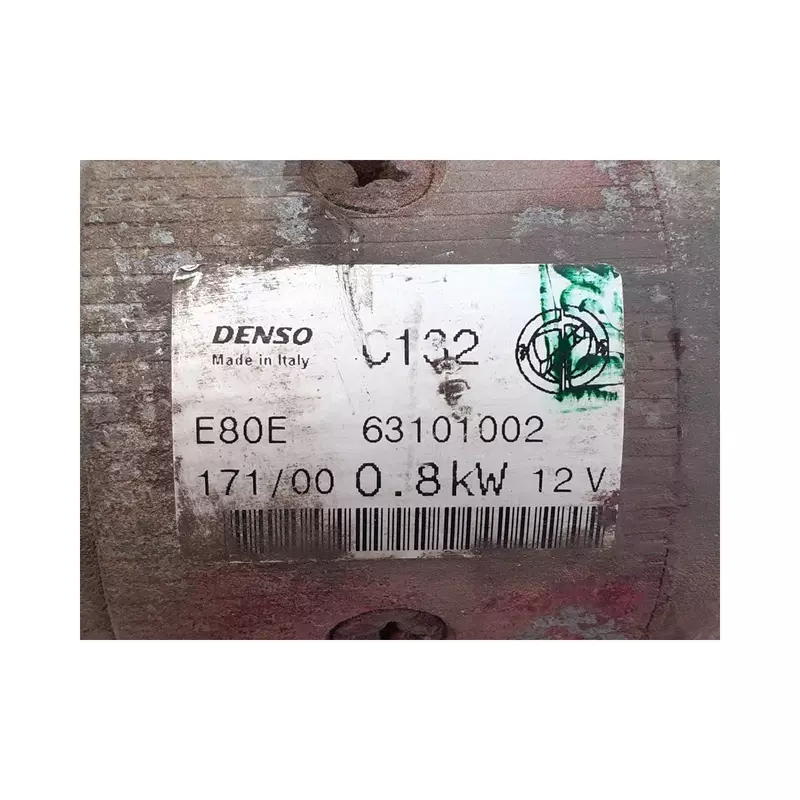 DENSO C132
Made in Italy
E80E 63101002
171/00 0.8kW 12V